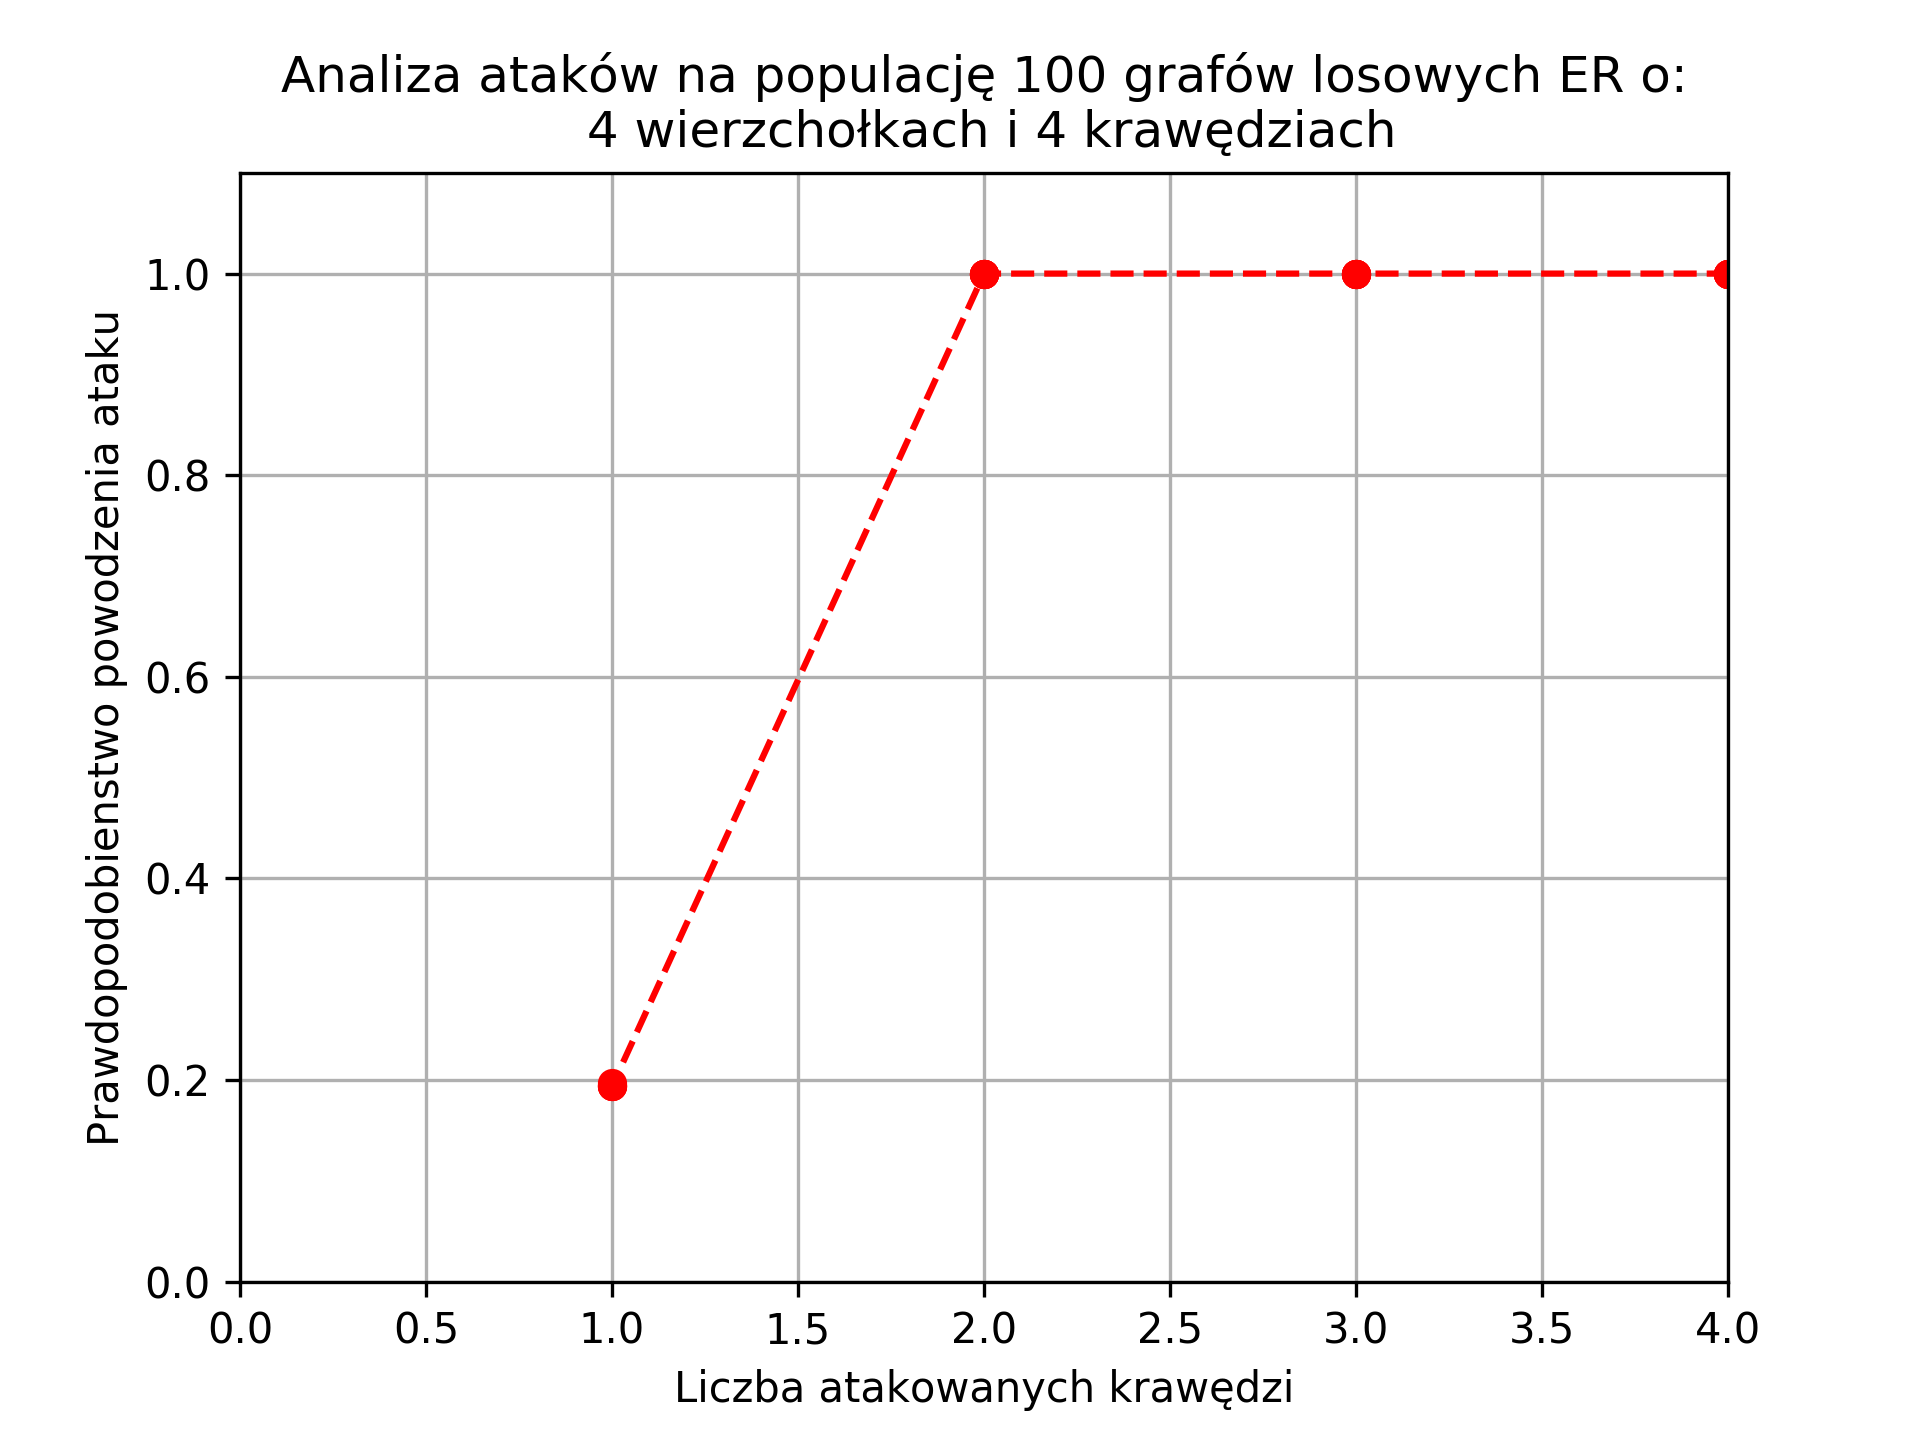 Analiza ataków na populację 100 grafów losowych ER o:
4 wierzchołkach i 4 krawędziach
Prawdopodobienstwo powodzenia ataku
1.0
0.8
0.6
0.4
0.2
0.0
0.0 0.5 1.0 1.5 2.0 2.5 3.0 3.5 4.0
Liczba atakowanych krawędzi